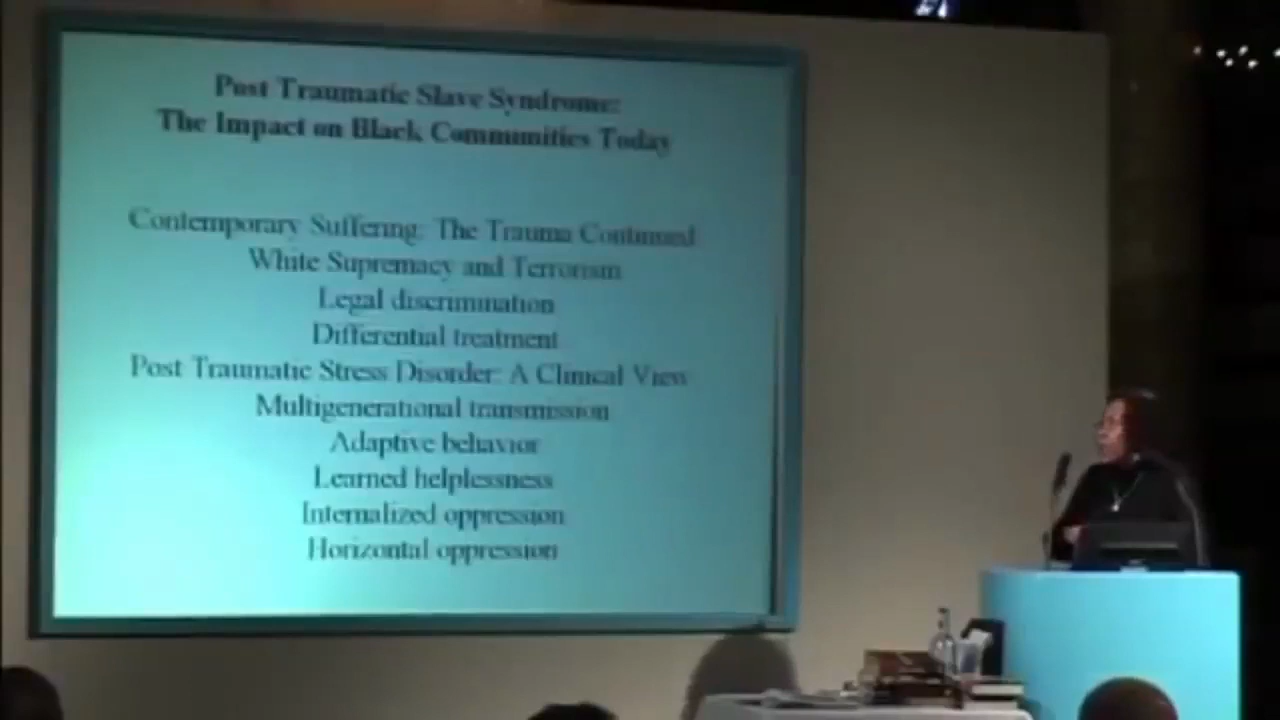 Post Traumatic Slave Syndrome:
The Impact on Black Communities Today
Contemporary Suffering: The Trauma Continued
White Supremacy and Terrorism
Legal discrimination
Differential treatment
Post Traumatic Stress Disorder: A Clinical View
Multigenerational transmission
Adaptive behavior
Learned helplessness
Internalized oppression
Horizontal oppression